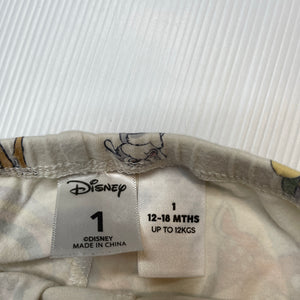 Disney
1
©DISNEY
MADE IN CHINA
1
12-18 MTHS
UP TO 12KGS